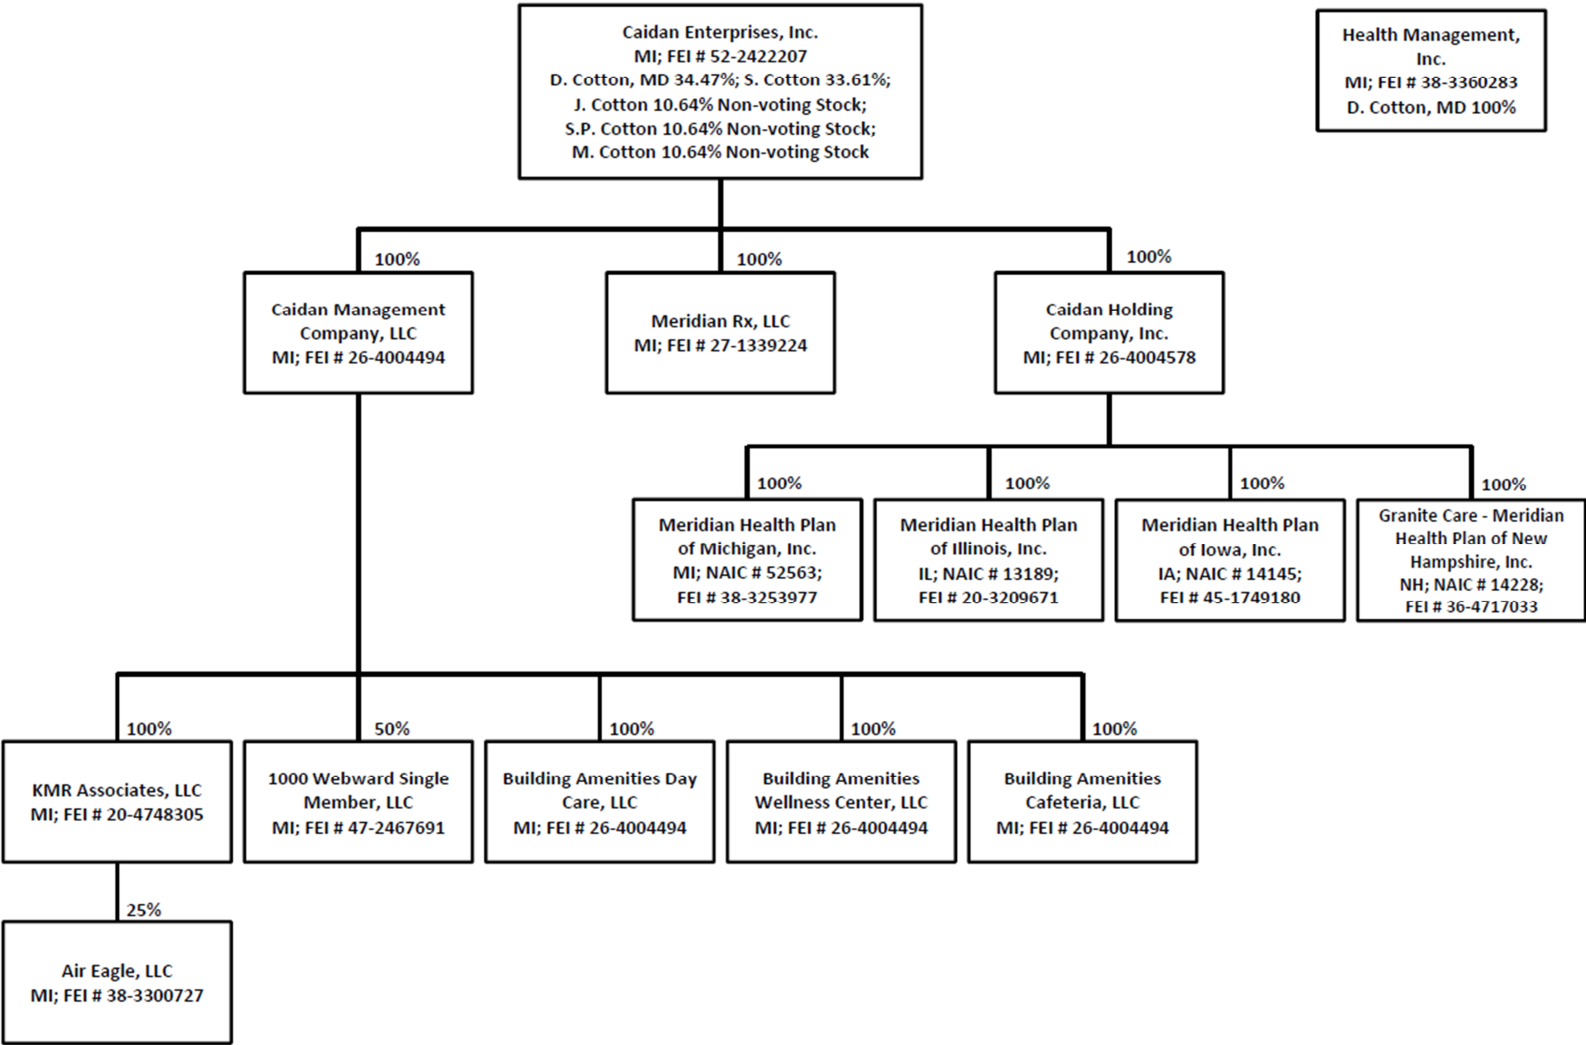 Caidan Enterprises, Inc.
MI; FEI # 52-2422207
D. Cotton, MD 34.47%; S. Cotton 33.61%;
J. Cotton 10.64% Non-voting Stock;
S.P. Cotton 10.64% Non-voting Stock;
M. Cotton 10.64% Non-voting Stock
Health Management,
Inc.
MI; FEI # 38-3360283
D. Cotton, MD 100%
100%
Caidan Management
Company, LLC
MI; FEI # 26-4004494
100%
Meridian Rx, LLC
MI; FEI # 27-1339224
100%
Caidan Holding
Company, Inc.
MI; FEI # 26-4004578
100%
Meridian Health Plan
of Michigan, Inc.
MI; NAIC # 52563;
FEI # 38-3253977
100%
Meridian Health Plan
of Illinois, Inc.
IL; NAIC # 13189;
FEI # 20-3209671
100%
Meridian Health Plan
of Iowa, Inc.
IA; NAIC # 14145;
FEI # 45-1749180
100%
Granite Care - Meridian
Health Plan of New
Hampshire, Inc.
NH; NAIC # 14228;
FEI # 36-4717033
100%
KMR Associates, LLC
MI; FEI # 20-4748305
50%
1000 Webward Single
Member, LLC
MI; FEI # 47-2467691
100%
Building Amenities Day
Care, LLC
MI; FEI # 26-4004494
100%
Building Amenities
Wellness Center, LLC
MI; FEI # 26-4004494
100%
Building Amenities
Cafeteria, LLC
MI; FEI # 26-4004494
25%
Air Eagle, LLC
MI; FEI # 38-3300727